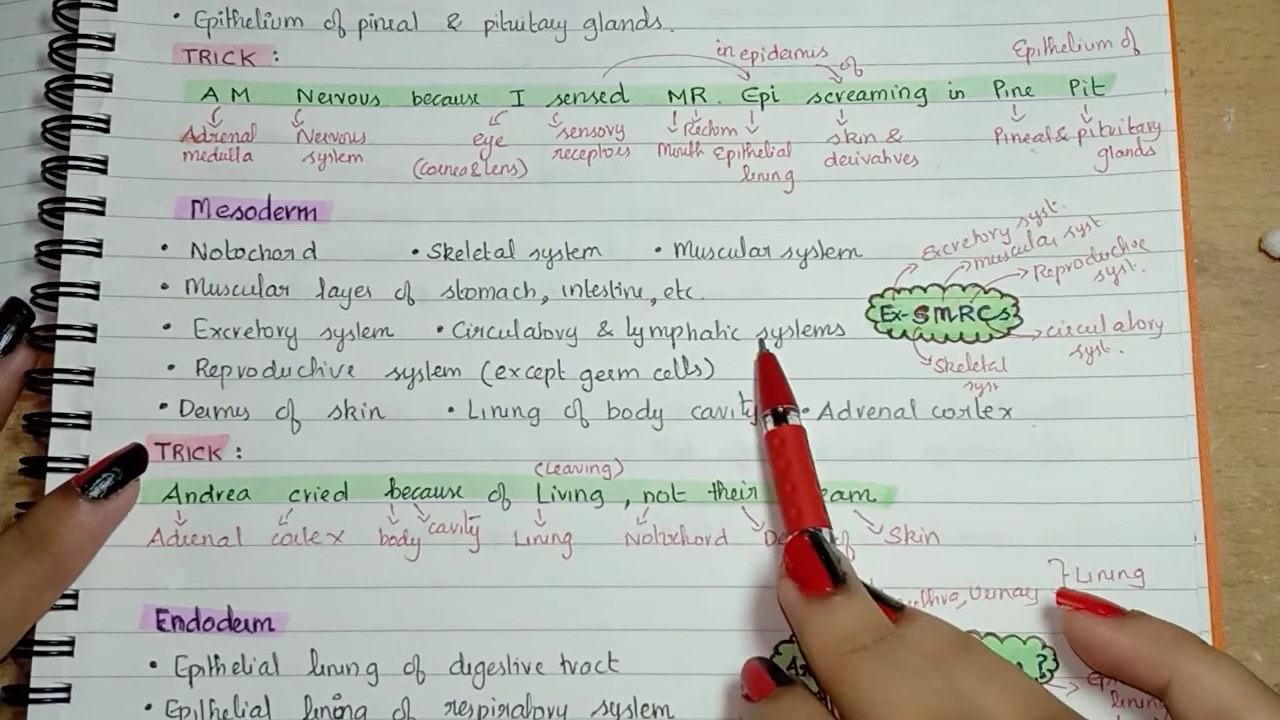 • Epithelium of pineal & pituitary glands.
TRICK :
in epidermis
of
Epithelium of
AM Nervous because I sensed MR. Epi screaming in Pine Pit
Adrenal medulla
Nervous system
eye (cornea & lens)
sensory receptors
Mouth
Rectum
Epithelial lining
skin & derivatives
Pineal & pituitary glands
Mesoderm
• Notochord • Skeletal system • Muscular system
• Muscular layers of stomach, intestine, etc.
• Excretory system • Circulatory & lymphatic systems
• Reproductive system (except germ cells)
• Dermis of skin • Lining of body cavity • Adrenal cortex
Excretory syst.
muscular syst.
Reproductive syst.
Ex-SMRCs
circulatory syst.
Skeletal syst
TRICK :
(Leaving)
Andrea cried because of Living, not their
Adrenal cortex body cavity Lining Notochord of Skin
} Lining
Endoderm
• Epithelial lining of digestive tract
• Epithelial lining of respiratory system
?
lining